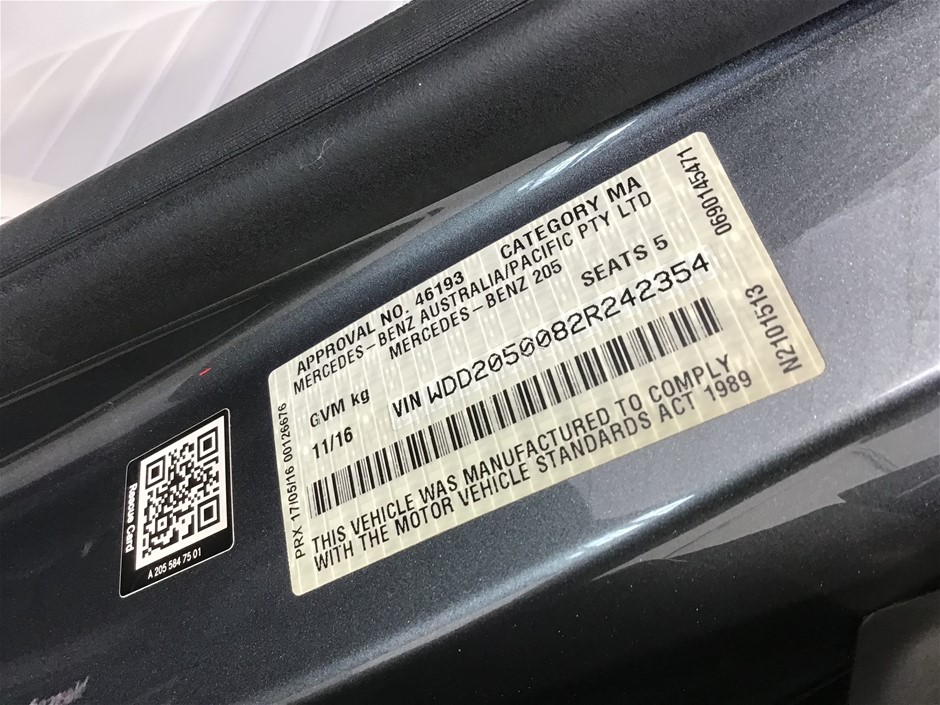 APPROVAL NO. 46193 CATEGORY MA
MERCEDES-BENZ AUSTRALIA/PACIFIC PTY LTD
MERCEDES-BENZ 205
GVM kg SEATS 5
11/16 VIN WDD2050082R242354
THIS VEHICLE WAS MANUFACTURED TO COMPLY
WITH THE MOTOR VEHICLE STANDARDS ACT 1989
PRX 17/05/16 00126676
0690145471
N2101513
Rescue Card
A 205 584 75 01